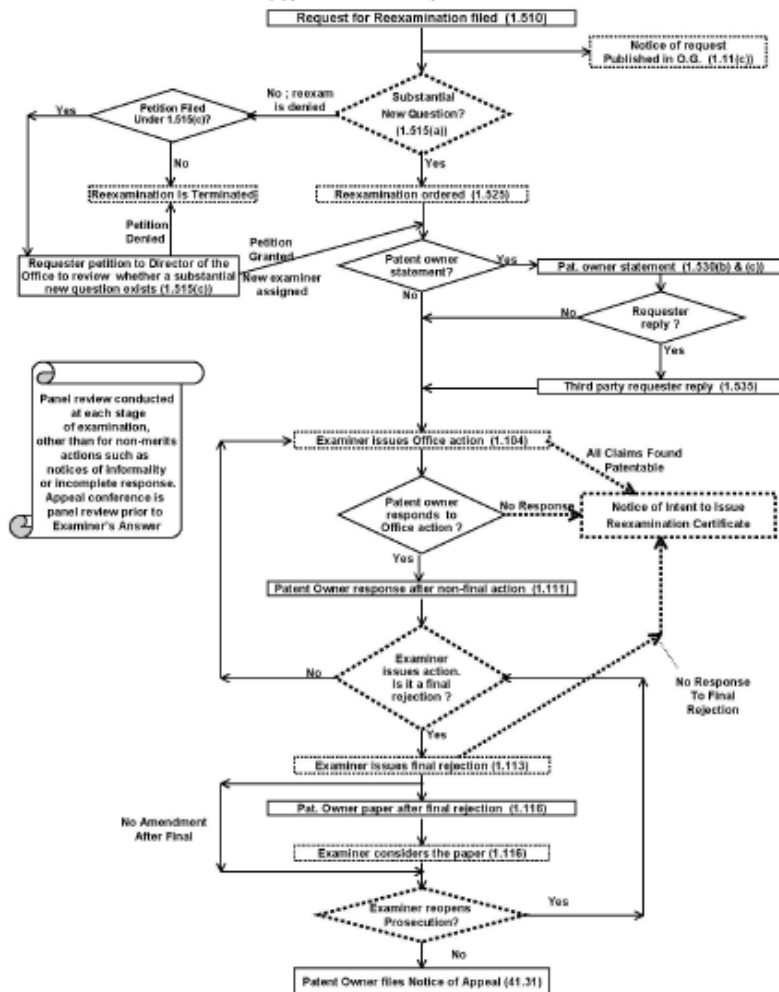 Request for Reexamination filed (1.510)
Notice of request
Published in O.G. (1.11(c))
No ; reexam
is denied
Substantial
New Question?
(1.515(a))
Petition Filed
Under 1.515(c)?
Yes
No
Yes
Reexamination Is Terminated
Reexamination ordered (1.525)
Petition
Denied
Petition
Granted
New examiner
assigned
Requester petition to Director of the
Office to review whether a substantial
new question exists (1.515(c))
Patent owner
statement?
Yes
Pat. owner statement (1.530(b) & (c))
No
Requester
reply ?
No
Yes
Third party requester reply (1.535)
Panel review conducted
at each stage
of examination,
other than for non-merits
actions such as
notices of informality
or incomplete response.
Appeal conference is
panel review prior to
Examiner's Answer
Examiner issues Office action (1.104)
All Claims Found
Patentable
Patent owner
responds to
Office action ?
No Response
Notice of Intent to Issue
Reexamination Certificate
Yes
Patent Owner response after non-final action (1.111)
Examiner
issues action.
Is it a final
rejection ?
No
No Response
To Final
Rejection
Yes
Examiner issues final rejection (1.113)
Pat. Owner paper after final rejection (1.116)
No Amendment
After Final
Examiner considers the paper (1.116)
Examiner reopens
Prosecution?
Yes
No
Patent Owner files Notice of Appeal (41.31)